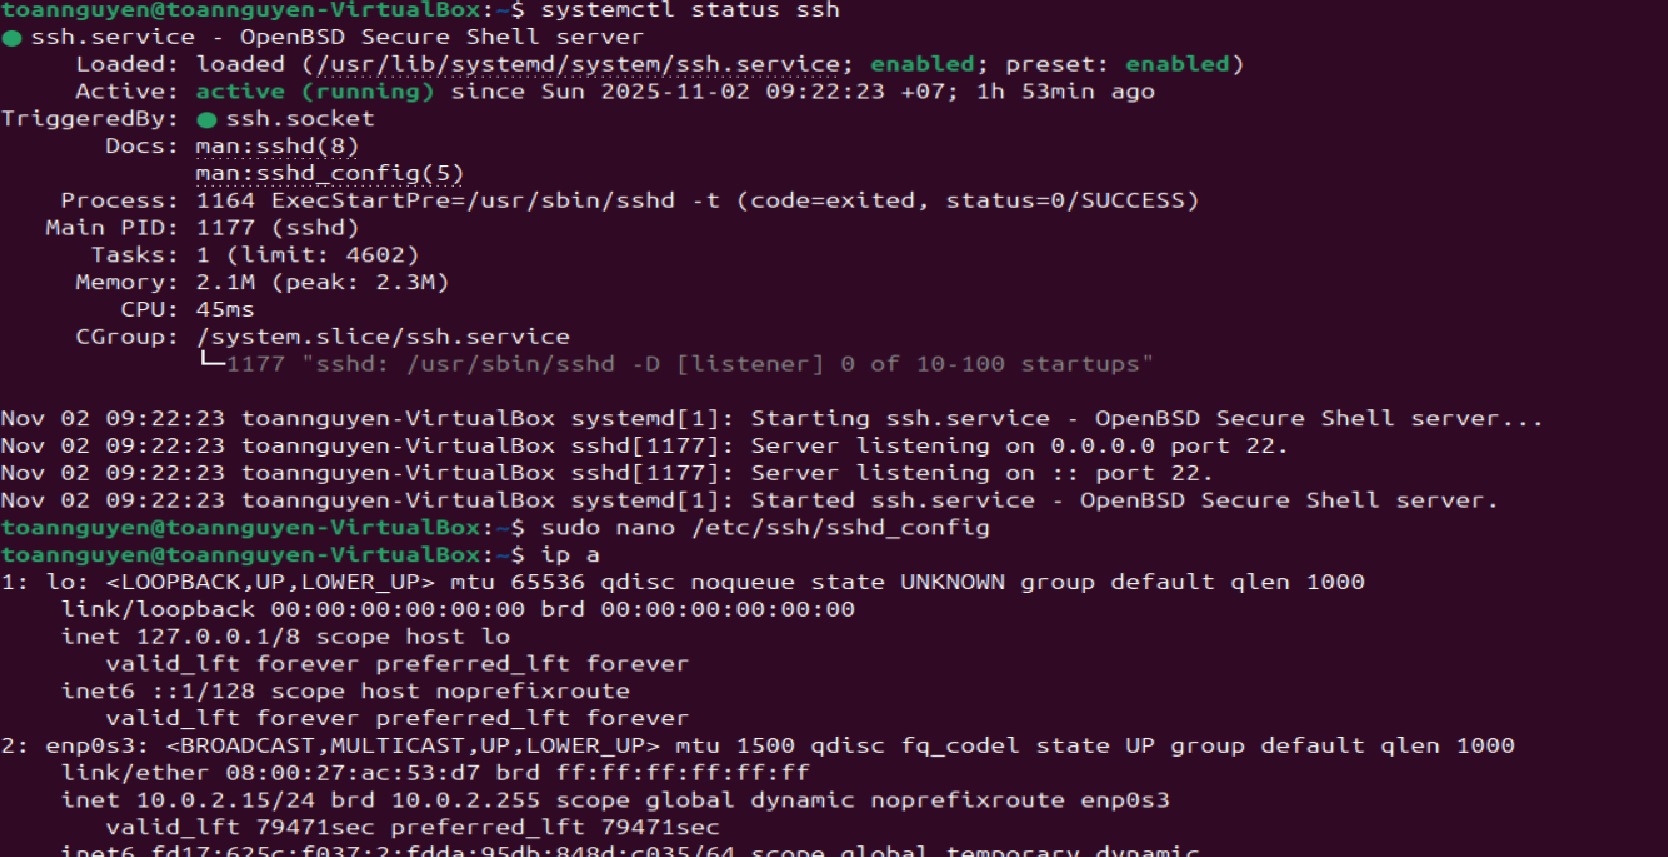 toannguyen@toannguyen-VirtualBox:~$ systemctl status ssh
● ssh.service - OpenBSD Secure Shell server
     Loaded: loaded (/usr/lib/systemd/system/ssh.service; enabled; preset: enabled)
     Active: active (running) since Sun 2025-11-02 09:22:23 +07; 1h 53min ago
TriggeredBy: ● ssh.socket
       Docs: man:sshd(8)
             man:sshd_config(5)
    Process: 1164 ExecStartPre=/usr/sbin/sshd -t (code=exited, status=0/SUCCESS)
   Main PID: 1177 (sshd)
      Tasks: 1 (limit: 4602)
     Memory: 2.1M (peak: 2.3M)
        CPU: 45ms
     CGroup: /system.slice/ssh.service
             └─1177 "sshd: /usr/sbin/sshd -D [listener] 0 of 10-100 startups"

Nov 02 09:22:23 toannguyen-VirtualBox systemd[1]: Starting ssh.service - OpenBSD Secure Shell server...
Nov 02 09:22:23 toannguyen-VirtualBox sshd[1177]: Server listening on 0.0.0.0 port 22.
Nov 02 09:22:23 toannguyen-VirtualBox sshd[1177]: Server listening on :: port 22.
Nov 02 09:22:23 toannguyen-VirtualBox systemd[1]: Started ssh.service - OpenBSD Secure Shell server.
toannguyen@toannguyen-VirtualBox:~$ sudo nano /etc/ssh/sshd_config
toannguyen@toannguyen-VirtualBox:~$ ip a
1: lo: <LOOPBACK,UP,LOWER_UP> mtu 65536 qdisc noqueue state UNKNOWN group default qlen 1000
    link/loopback 00:00:00:00:00:00 brd 00:00:00:00:00:00
    inet 127.0.0.1/8 scope host lo
       valid_lft forever preferred_lft forever
    inet6 ::1/128 scope host noprefixroute
       valid_lft forever preferred_lft forever
2: enp0s3: <BROADCAST,MULTICAST,UP,LOWER_UP> mtu 1500 qdisc fq_codel state UP group default qlen 1000
    link/ether 08:00:27:ac:53:d7 brd ff:ff:ff:ff:ff:ff
    inet 10.0.2.15/24 brd 10.0.2.255 scope global dynamic noprefixroute enp0s3
       valid_lft 79471sec preferred_lft 79471sec
    inet6 fd17:625c:f037:2:fdda:95db:848d:c035/64 scope global temporary dynamic